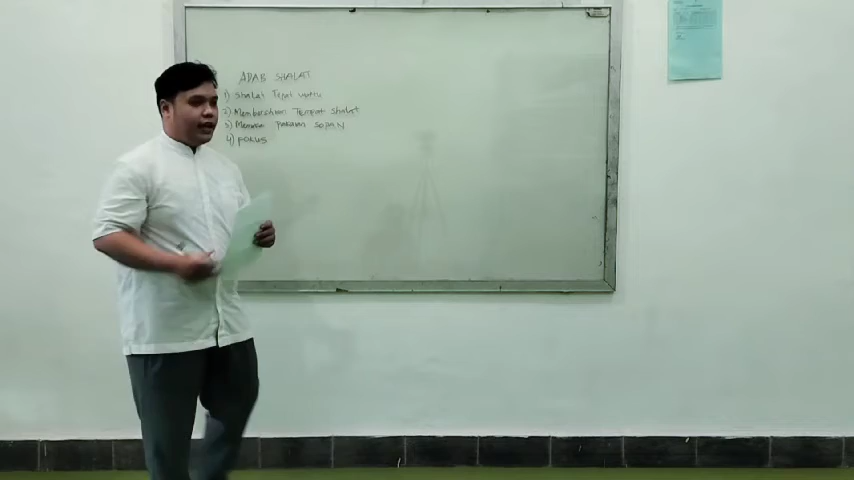 ADAB SHALAT
1) Shalat Tepat waktu
2) Membersihkan Tempat Shalat
3) Memakai pakaian sopan
4) Fokus